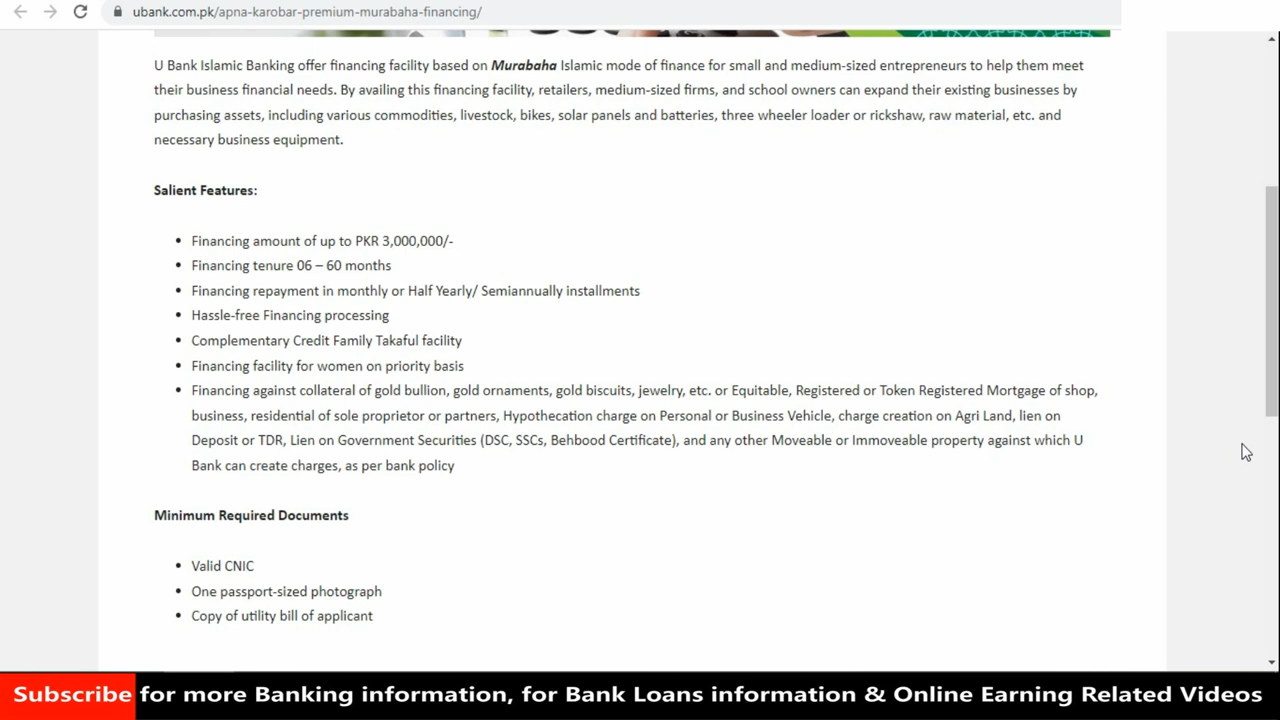 ubank.com.pk/apna-karobar-premium-murabaha-financing/
U Bank Islamic Banking offer financing facility based on Murabaha Islamic mode of finance for small and medium-sized entrepreneurs to help them meet
their business financial needs. By availing this financing facility, retailers, medium-sized firms, and school owners can expand their existing businesses by
purchasing assets, including various commodities, livestock, bikes, solar panels and batteries, three wheeler loader or rickshaw, raw material, etc. and
necessary business equipment.
Salient Features:
• Financing amount of up to PKR 3,000,000/-
• Financing tenure 06 – 60 months
• Financing repayment in monthly or Half Yearly/ Semiannually installments
• Hassle-free Financing processing
• Complementary Credit Family Takaful facility
• Financing facility for women on priority basis
• Financing against collateral of gold bullion, gold ornaments, gold biscuits, jewelry, etc. or Equitable, Registered or Token Registered Mortgage of shop,
business, residential of sole proprietor or partners, Hypothecation charge on Personal or Business Vehicle, charge creation on Agri Land, lien on
Deposit or TDR, Lien on Government Securities (DSC, SSCs, Behbood Certificate), and any other Moveable or Immoveable property against which U
Bank can create charges, as per bank policy
Minimum Required Documents
• Valid CNIC
• One passport-sized photograph
• Copy of utility bill of applicant
Subscribe for more Banking information, for Bank Loans information & Online Earning Related Videos